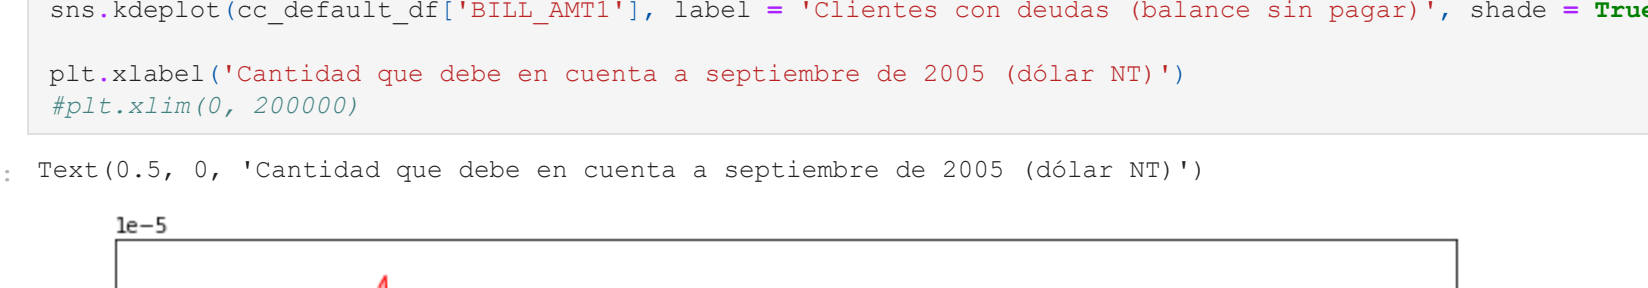 sns.kdeplot(cc_default_df['BILL_AMT1'], label = 'Clientes con deudas (balance sin pagar)', shade = True
plt.xlabel('Cantidad que debe en cuenta a septiembre de 2005 (dólar NT)')
#plt.xlim(0, 200000)
: Text(0.5, 0, 'Cantidad que debe en cuenta a septiembre de 2005 (dólar NT)')
1e−5